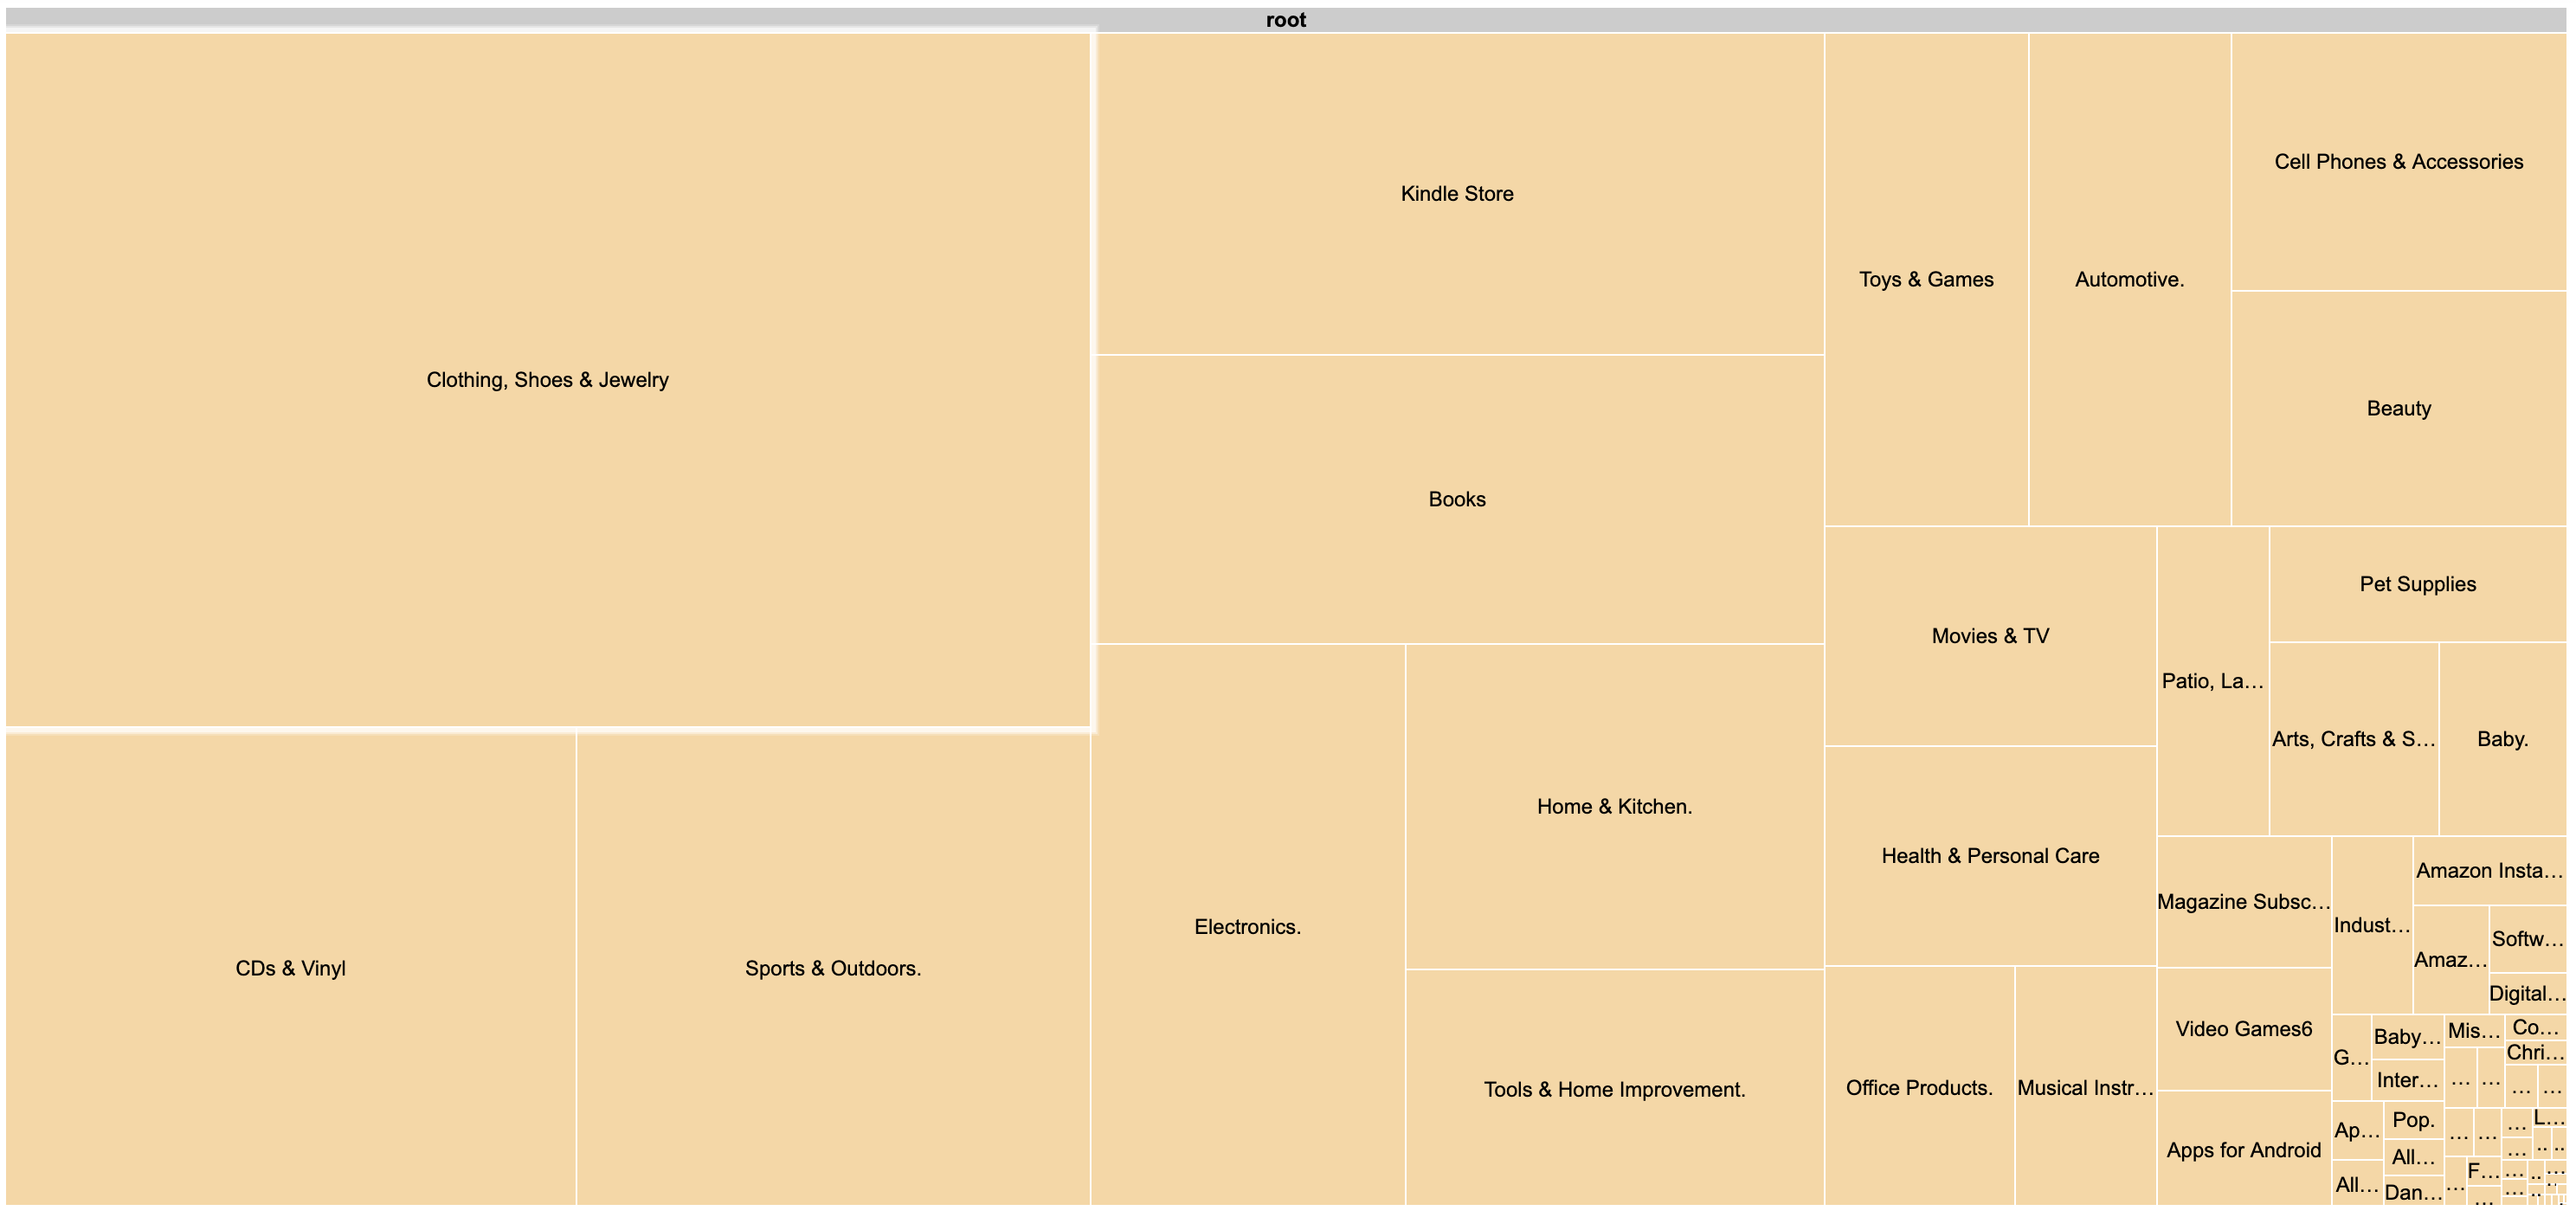 root
Clothing, Shoes & Jewelry
Kindle Store
Toys & Games
Automotive.
Cell Phones & Accessories
Beauty
Books
Movies & TV
Patio, La...
Pet Supplies
Arts, Crafts & S...
Baby.
CDs & Vinyl
Sports & Outdoors.
Electronics.
Home & Kitchen.
Tools & Home Improvement.
Health & Personal Care
Office Products.
Musical Instr...
Magazine Subsc...
Indust...
Amazon Insta...
Amaz...
Softw...
Digital...
Video Games6
Apps for Android
G...
Baby...
Inter...
Mis...
Co...
Chri...
...
...
...
...
Ap...
Pop.
All...
All...
Dan...
...
...
...
L...
...
F...
...
...